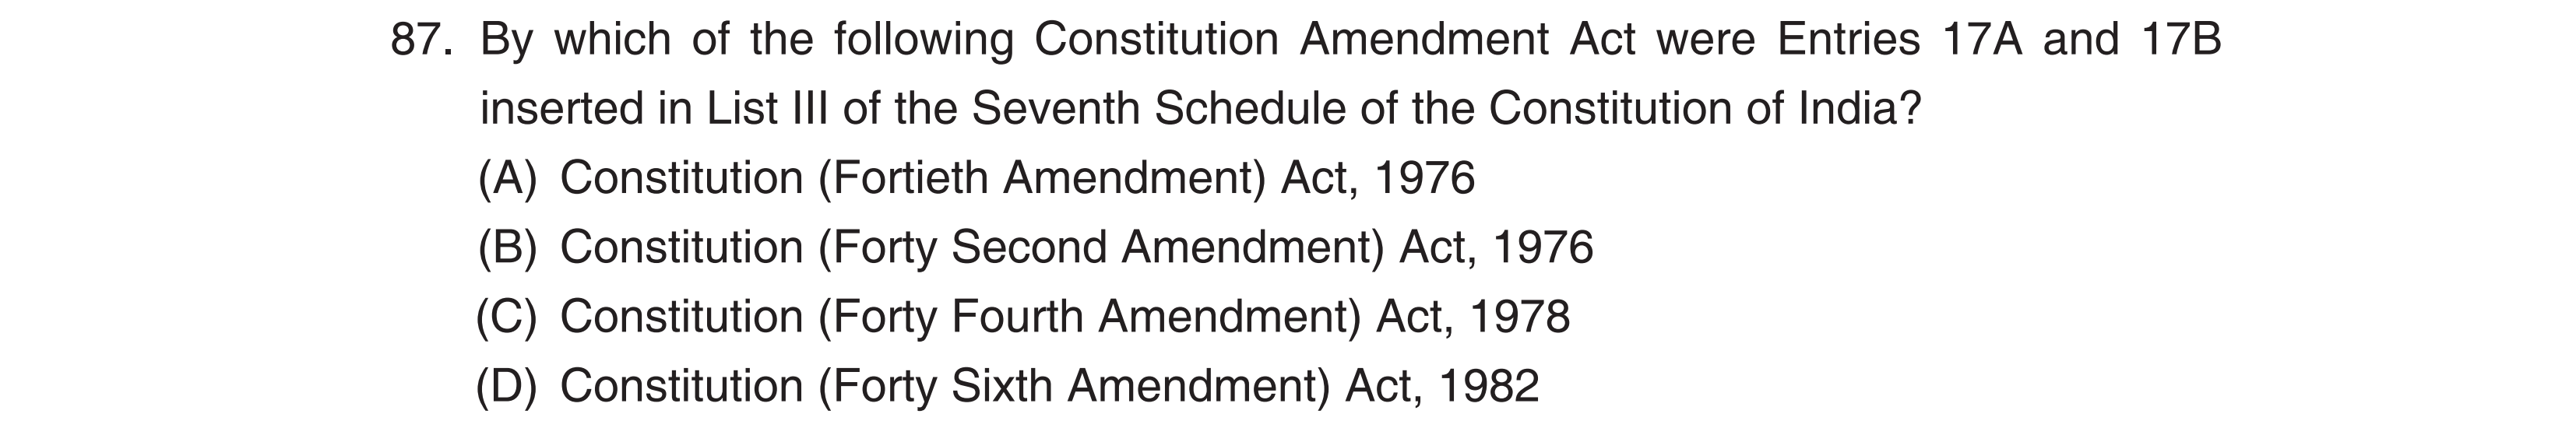 87. By which of the following Constitution Amendment Act were Entries 17A and 17B
inserted in List III of the Seventh Schedule of the Constitution of India?
(A) Constitution (Fortieth Amendment) Act, 1976
(B) Constitution (Forty Second Amendment) Act, 1976
(C) Constitution (Forty Fourth Amendment) Act, 1978
(D) Constitution (Forty Sixth Amendment) Act, 1982